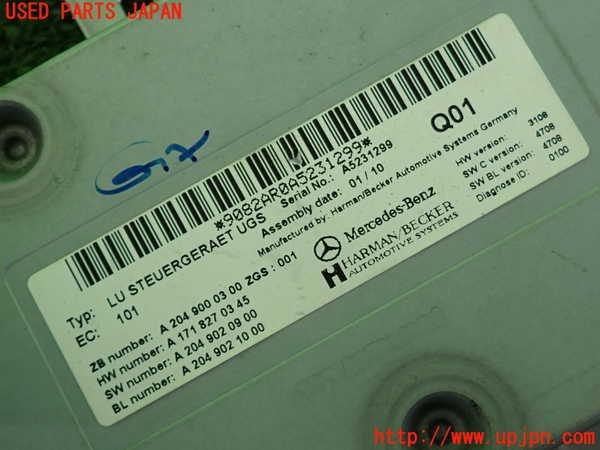 USED PARTS JAPAN
*9082AR0A5231299*
Serial No.: A5231299
Q01
Typ: LU STEUERGERAET UGS
EC: 101
ZGS: 001
Assembly date: 01 / 10
Manufactured by: Harman/Becker Automotive Systems Germany
Mercedes-Benz
HARMAN/BECKER
AUTOMOTIVE SYSTEMS
HW version: 3108
SW C version: 4708
SW BL version: 4708
Diagnose ID: 0100
ZB number: A 204 900 03 00
HW number: A 171 827 03 45
SW number: A 204 902 09 00
BL number: A 204 902 10 00
http://www.upjpn.com/